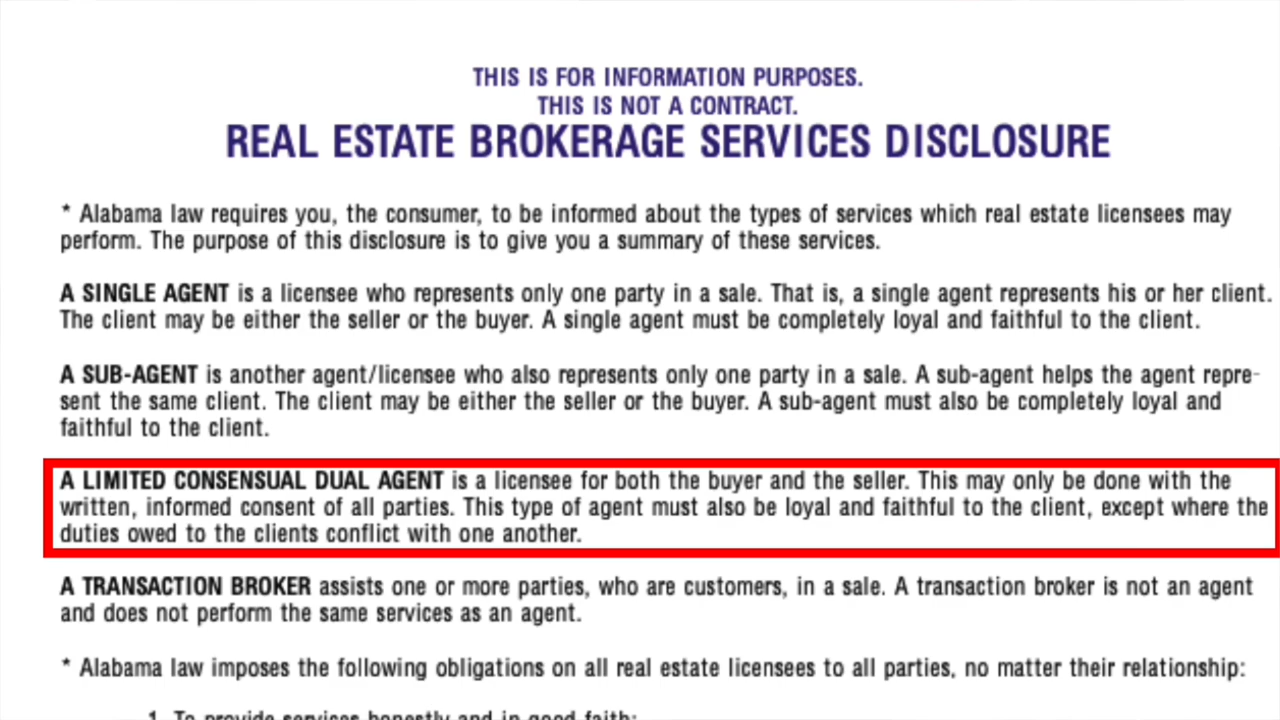 THIS IS FOR INFORMATION PURPOSES.
THIS IS NOT A CONTRACT.
REAL ESTATE BROKERAGE SERVICES DISCLOSURE
* Alabama law requires you, the consumer, to be informed about the types of services which real estate licensees may
perform. The purpose of this disclosure is to give you a summary of these services.
A SINGLE AGENT is a licensee who represents only one party in a sale. That is, a single agent represents his or her client.
The client may be either the seller or the buyer. A single agent must be completely loyal and faithful to the client.
A SUB-AGENT is another agent/licensee who also represents only one party in a sale. A sub-agent helps the agent repre-
sent the same client. The client may be either the seller or the buyer. A sub-agent must also be completely loyal and
faithful to the client.
A LIMITED CONSENSUAL DUAL AGENT is a licensee for both the buyer and the seller. This may only be done with the
written, informed consent of all parties. This type of agent must also be loyal and faithful to the client, except where the
duties owed to the clients conflict with one another.
A TRANSACTION BROKER assists one or more parties, who are customers, in a sale. A transaction broker is not an agent
and does not perform the same services as an agent.
* Alabama law imposes the following obligations on all real estate licensees to all parties, no matter their relationship:
1. To provide services honestly and in good faith;